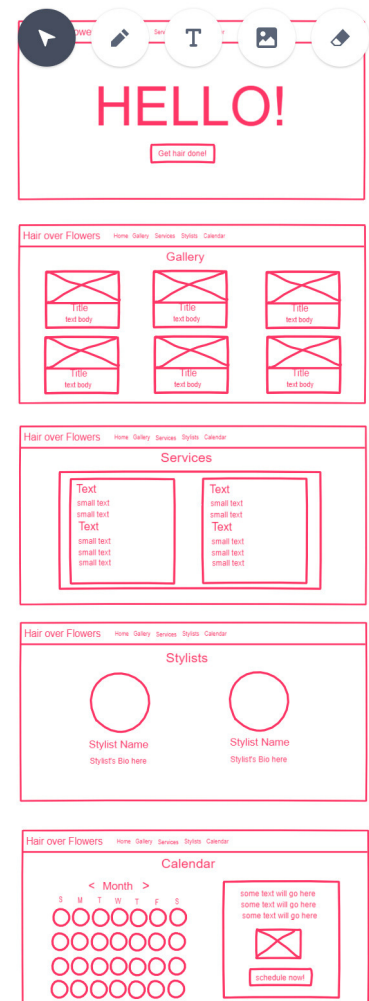 T
HELLO!
Get hair done!
Hair over Flowers Home Gallery Services Stylists Calendar
Gallery
Title Title Title
text body text body text body
Title Title Title
text body text body text body
Hair over Flowers Home Gallery Services Stylists Calendar
Services
Text Text
small text small text
small text small text
Text Text
small text small text
small text small text
small text small text
Hair over Flowers Home Gallery Services Stylists Calendar
Stylists
Stylist Name Stylist Name
Stylist's Bio here Stylist's Bio here
Hair over Flowers Home Gallery Services Stylists Calendar
Calendar
< Month >
S M T W T F S
some text will go here
some text will go here
some text will go here
schedule now!